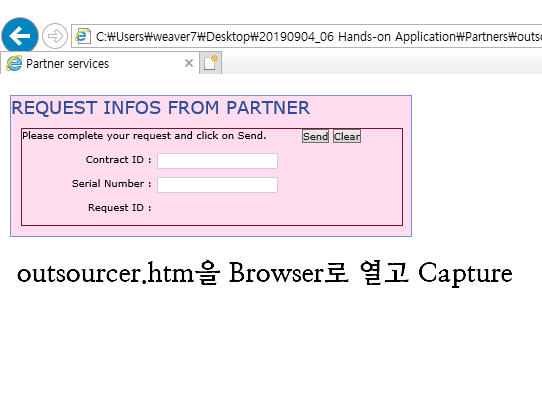 C:₩Users₩weaver7₩Desktop₩20190904_06 Hands-on Application₩Partners₩outso
Partner services
REQUEST INFOS FROM PARTNER
Please complete your request and click on Send. Send Clear
Contract ID :
Serial Number :
Request ID :
outsourcer.htm을 Browser로 열고 Capture